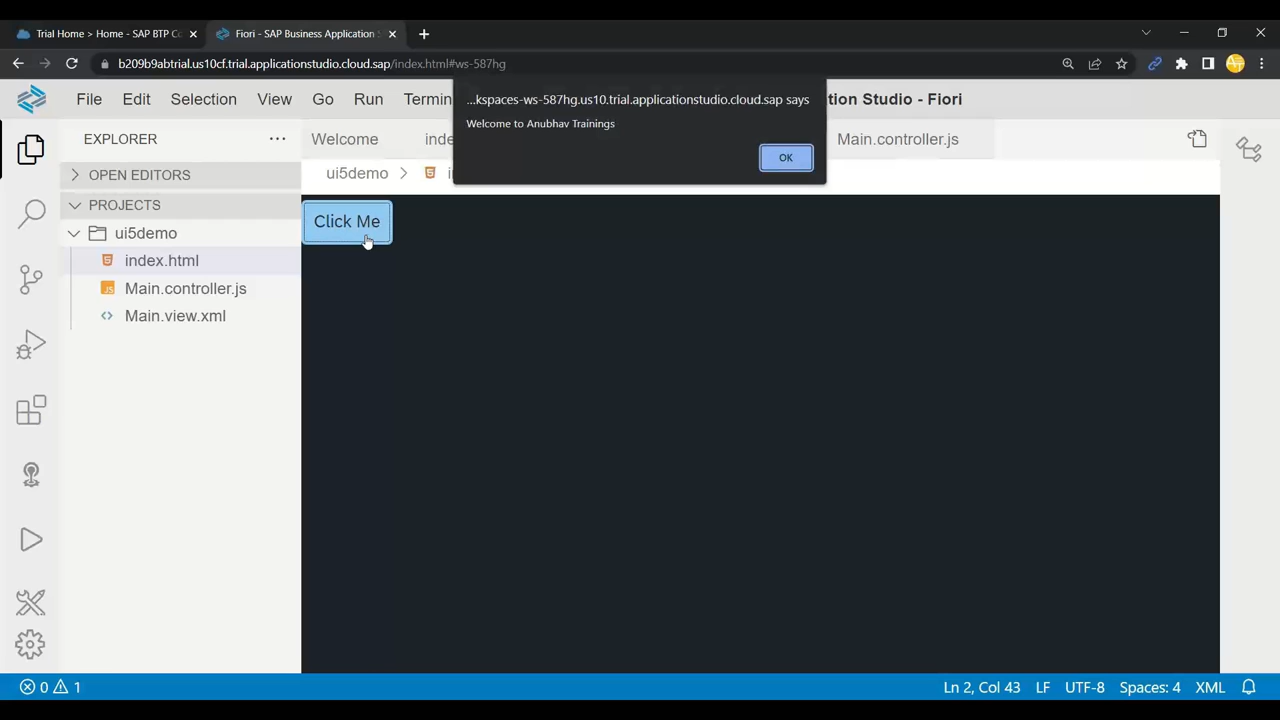 Trial Home > Home - SAP BTP Co
Fiori - SAP Business Application S
b209b9abtrial.us10cf.trial.applicationstudio.cloud.sap/index.html#ws-587hg
File Edit Selection View Go Run Termin
tion Studio - Fiori
...kspaces-ws-587hg.us10.trial.applicationstudio.cloud.sap says
Welcome to Anubhav Trainings
OK
EXPLORER
Welcome
inde
Main.controller.js
OPEN EDITORS
ui5demo > i
PROJECTS
ui5demo
index.html
Main.controller.js
Main.view.xml
Click Me
0 1
Ln 2, Col 43 LF UTF-8 Spaces: 4 XML